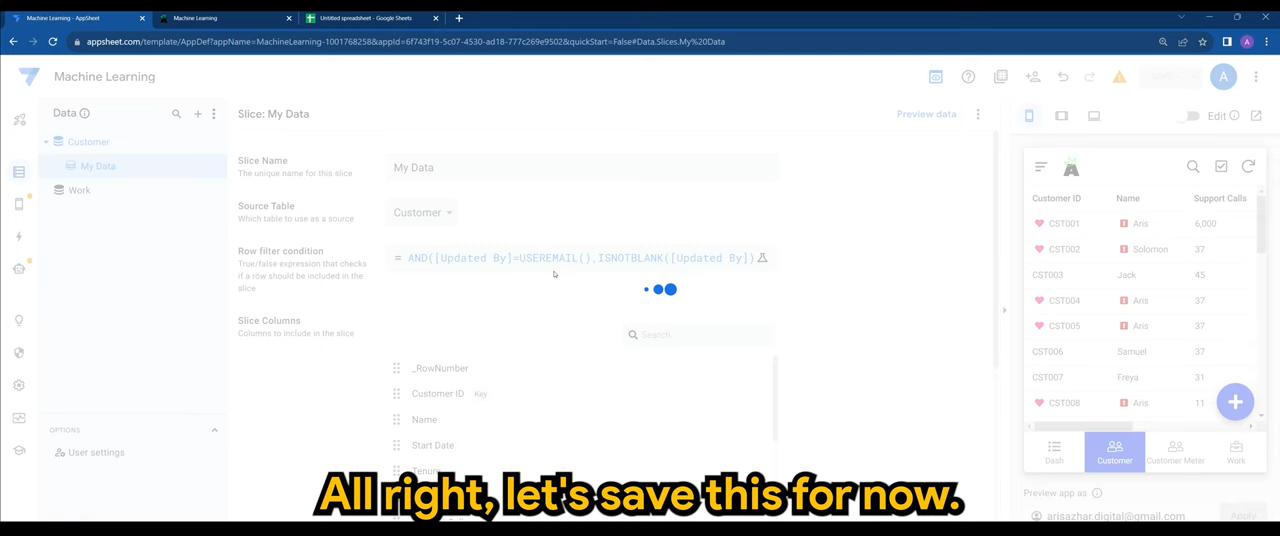 Machine Learning - AppSheet
Machine Learning
Untitled spreadsheet - Google Sheets
appsheet.com/template/AppDef?appName=MachineLearning-1001768258&appId=6f743f19-5c07-4530-ad18-777c269e9502&quickStart=False#Data.Slices.My%20Data
A
Machine Learning
A
Data
Slice: My Data
Preview data
Edit
Customer
My Data
Work
Slice Name
The unique name for this slice
My Data
Source Table
Which table to use as a source
Customer
Row filter condition
True/false expression that checks if a row should be included in the slice
= AND([Updated By]=USEREMAIL(),ISNOTBLANK([Updated By])
Slice Columns
Columns to include in the slice
Search
_RowNumber
Customer ID Key
Name
Start Date
Tenure
OPTIONS
User settings
Customer ID Name Support Calls
CST001 Aris 6,000
CST002 Solomon 37
CST003 Jack 45
CST004 Aris 37
CST005 Aris 37
CST006 Samuel 37
CST007 Freya 31
CST008 Aris 11
Dash Customer Customer Meter Work
Preview app as
arisazhar.digital@gmail.com Apply
All right, let's save this for now.